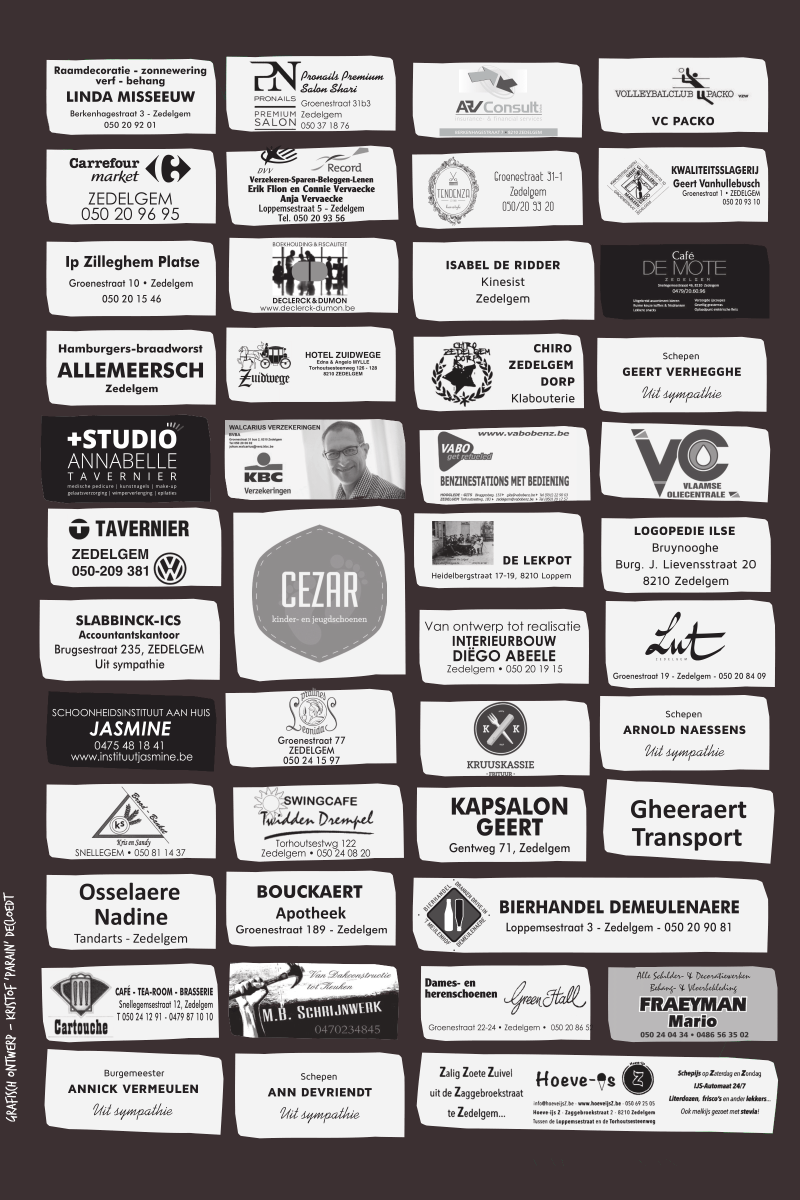 Raamdecoratie - zonnewering
verf - behang
LINDA MISSEEUW
Berkenhagestraat 3 - Zedelgem
050 20 92 01
PN
PRONAILS
PREMIUM
SALON
Pronails Premium
Salon Shari
Groenestraat 31b3
Zedelgem
050 37 18 76
ARV Consult
VOLLEYBALCLUB PACKO vzw
VC PACKO
Carrefour
market
ZEDELGEM
050 20 96 95
DVV
Record
Verzekeren-Sparen-Beleggen-Lenen
Erik Flion en Connie Vervaecke
Anja Vervaecke
Loppemsestraat 5 - Zedelgem
Tel. 050 20 93 56
TENDENZA
Groenestraat 31-1
Zedelgem
050/20 93 20
KWALITEITSSLAGERIJ
Geert Vanhullebusch
Groenestraat 1 • ZEDELGEM
050 20 93 10
Ip Zilleghem Platse
Groenestraat 10 • Zedelgem
050 20 15 46
BOEKHOUDING & FISCALITEIT
DECLERCK & DUMON
www.declerck-dumon.be
ISABEL DE RIDDER
Kinesist
Zedelgem
Café
DE MOTE
ZEDELGEM
Hamburgers-braadworst
ALLEMEERSCH
Zedelgem
Zuidwege
HOTEL ZUIDWEGE
Edna & Angelo WYLLE
Torhoutsesteenweg 126 - 128
8210 ZEDELGEM
CHIRO
ZEDELGEM
DORP
CHIRO
ZEDELGEM
DORP
Klabouterie
Schepen
GEERT VERHEGGHE
Uit sympathie
+STUDIO
ANNABELLE
TAVERNIER
medische pedicure | kunstnagels | make-up
gelaatsverzorging | wimperverlenging | epilaties
WALCARIUS VERZEKERINGEN
BVBA
KBC
Verzekeringen
www.vabobenz.be
VABO
get refueled
BENZINESTATIONS MET BEDIENING
VC
VLAAMSE
OLIECENTRALE
TAVERNIER
ZEDELGEM
050-209 381
CEZAR
kinder- en jeugdschoenen
DE LEKPOT
Heidelbergstraat 17-19, 8210 Loppem
LOGOPEDIE ILSE
Bruynooghe
Burg. J. Lievensstraat 20
8210 Zedelgem
SLABBINCK-ICS
Accountantskantoor
Brugsestraat 235, ZEDELGEM
Uit sympathie
Van ontwerp tot realisatie
INTERIEURBOUW
DIËGO ABEELE
Zedelgem • 050 20 19 15
Lut
ZEDELGEM
Groenestraat 19 - Zedelgem - 050 20 84 09
SCHOONHEIDSINSTITUUT AAN HUIS
JASMINE
0475 48 18 41
www.instituutjasmine.be
Leonidas
Groenestraat 77
ZEDELGEM
050 24 15 97
K K
KRUUSKASSIE
- FRITUUR -
Schepen
ARNOLD NAESSENS
Uit sympathie
Brood - Banket
KS
Kris en Sandy
SNELLEGEM • 050 81 14 37
SWINGCAFE
Twidden Drempel
Torhoutsestwg 122
Zedelgem • 050 24 08 20
KAPSALON
GEERT
Gentweg 71, Zedelgem
Gheeraert
Transport
Osselaere
Nadine
Tandarts - Zedelgem
BOUCKAERT
Apotheek
Groenestraat 189 - Zedelgem
BIERHANDEL
DRANKEN DRIVE-IN
DEMEULENAERE
BIERHANDEL DEMEULENAERE
Loppemsestraat 3 - Zedelgem - 050 20 90 81
Cartouche
CAFÉ - TEA-ROOM - BRASSERIE
Snellegemsestraat 12, Zedelgem
T 050 24 12 91 - 0479 87 10 10
Van Dakconstructie
tot Keuken
M.B. SCHRIJNWERK
0470234845
Dames- en
herenschoenen
Green Hall
Groenestraat 22-24 • Zedelgem • 050 20 86 5
Alle Schilder- & Decoratiewerken
Behang- & Vloerbekleding
FRAEYMAN
Mario
050 24 04 34 • 0486 56 35 02
Burgemeester
ANNICK VERMEULEN
Uit sympathie
Schepen
ANN DEVRIENDT
Uit sympathie
Zalig Zoete Zuivel
uit de Zaggebroekstraat
te Zedelgem...
Hoeve-ijs Z
info@hoeveijsZ.be - www.hoeveijsZ.be - 050 69 25 05
Hoeve-ijs Z - Zaggebroekstraat 2 - 8210 Zedelgem
Tussen de Loppemsestraat en de Torhoutsesteenweg
Schepijs op Zaterdag en Zondag
IJS-Automaat 24/7
Literdozen, frisco's en ander lekkers...
Ook melkijs gezoet met stevia!
GRAFISCH ONTWERP - KRISTOF 'PARAIN' DECLOEDT